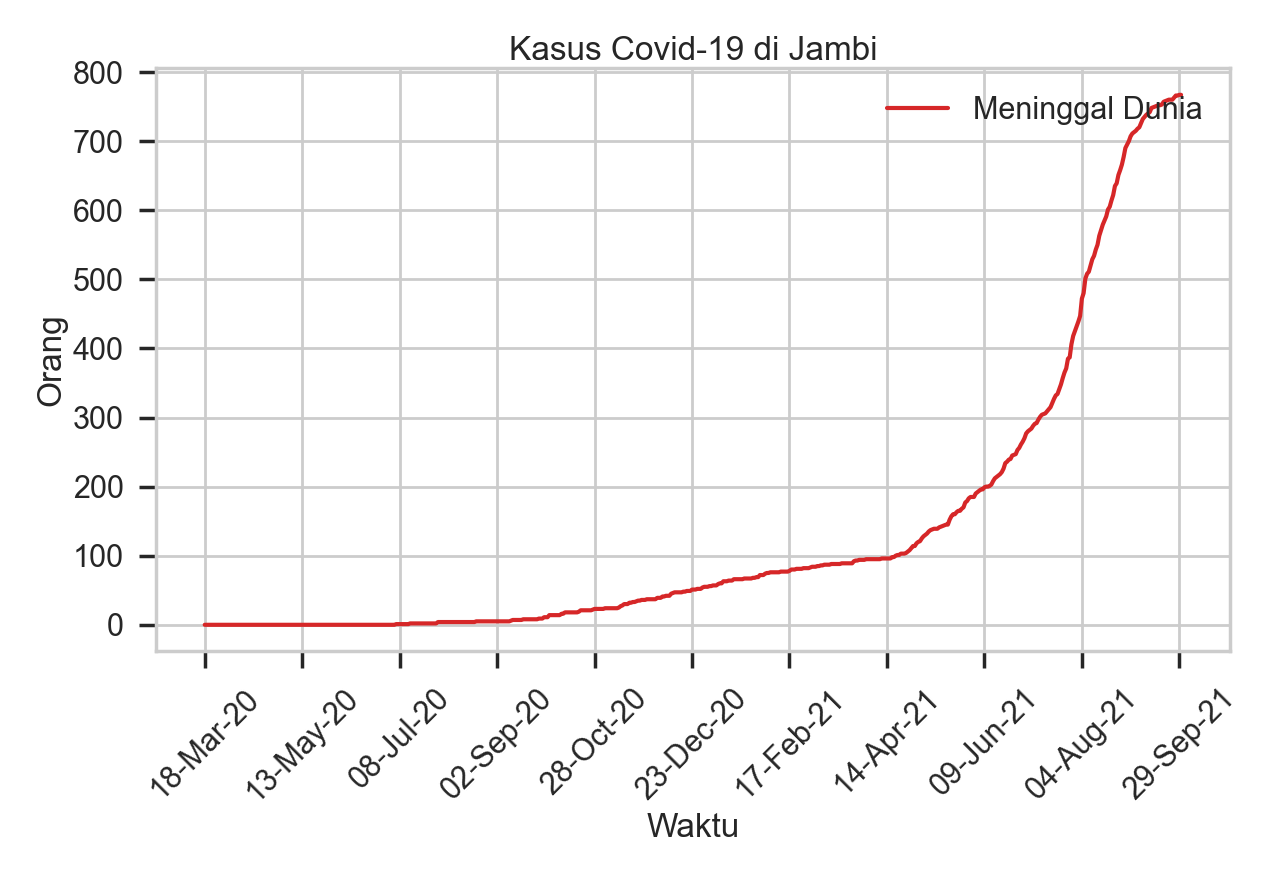 Kasus Covid-19 di Jambi
Meninggal Dunia
800
700
600
500
400
300
200
100
0
Orang
18-Mar-20
13-May-20
08-Jul-20
02-Sep-20
28-Oct-20
23-Dec-20
17-Feb-21
14-Apr-21
09-Jun-21
04-Aug-21
29-Sep-21
Waktu